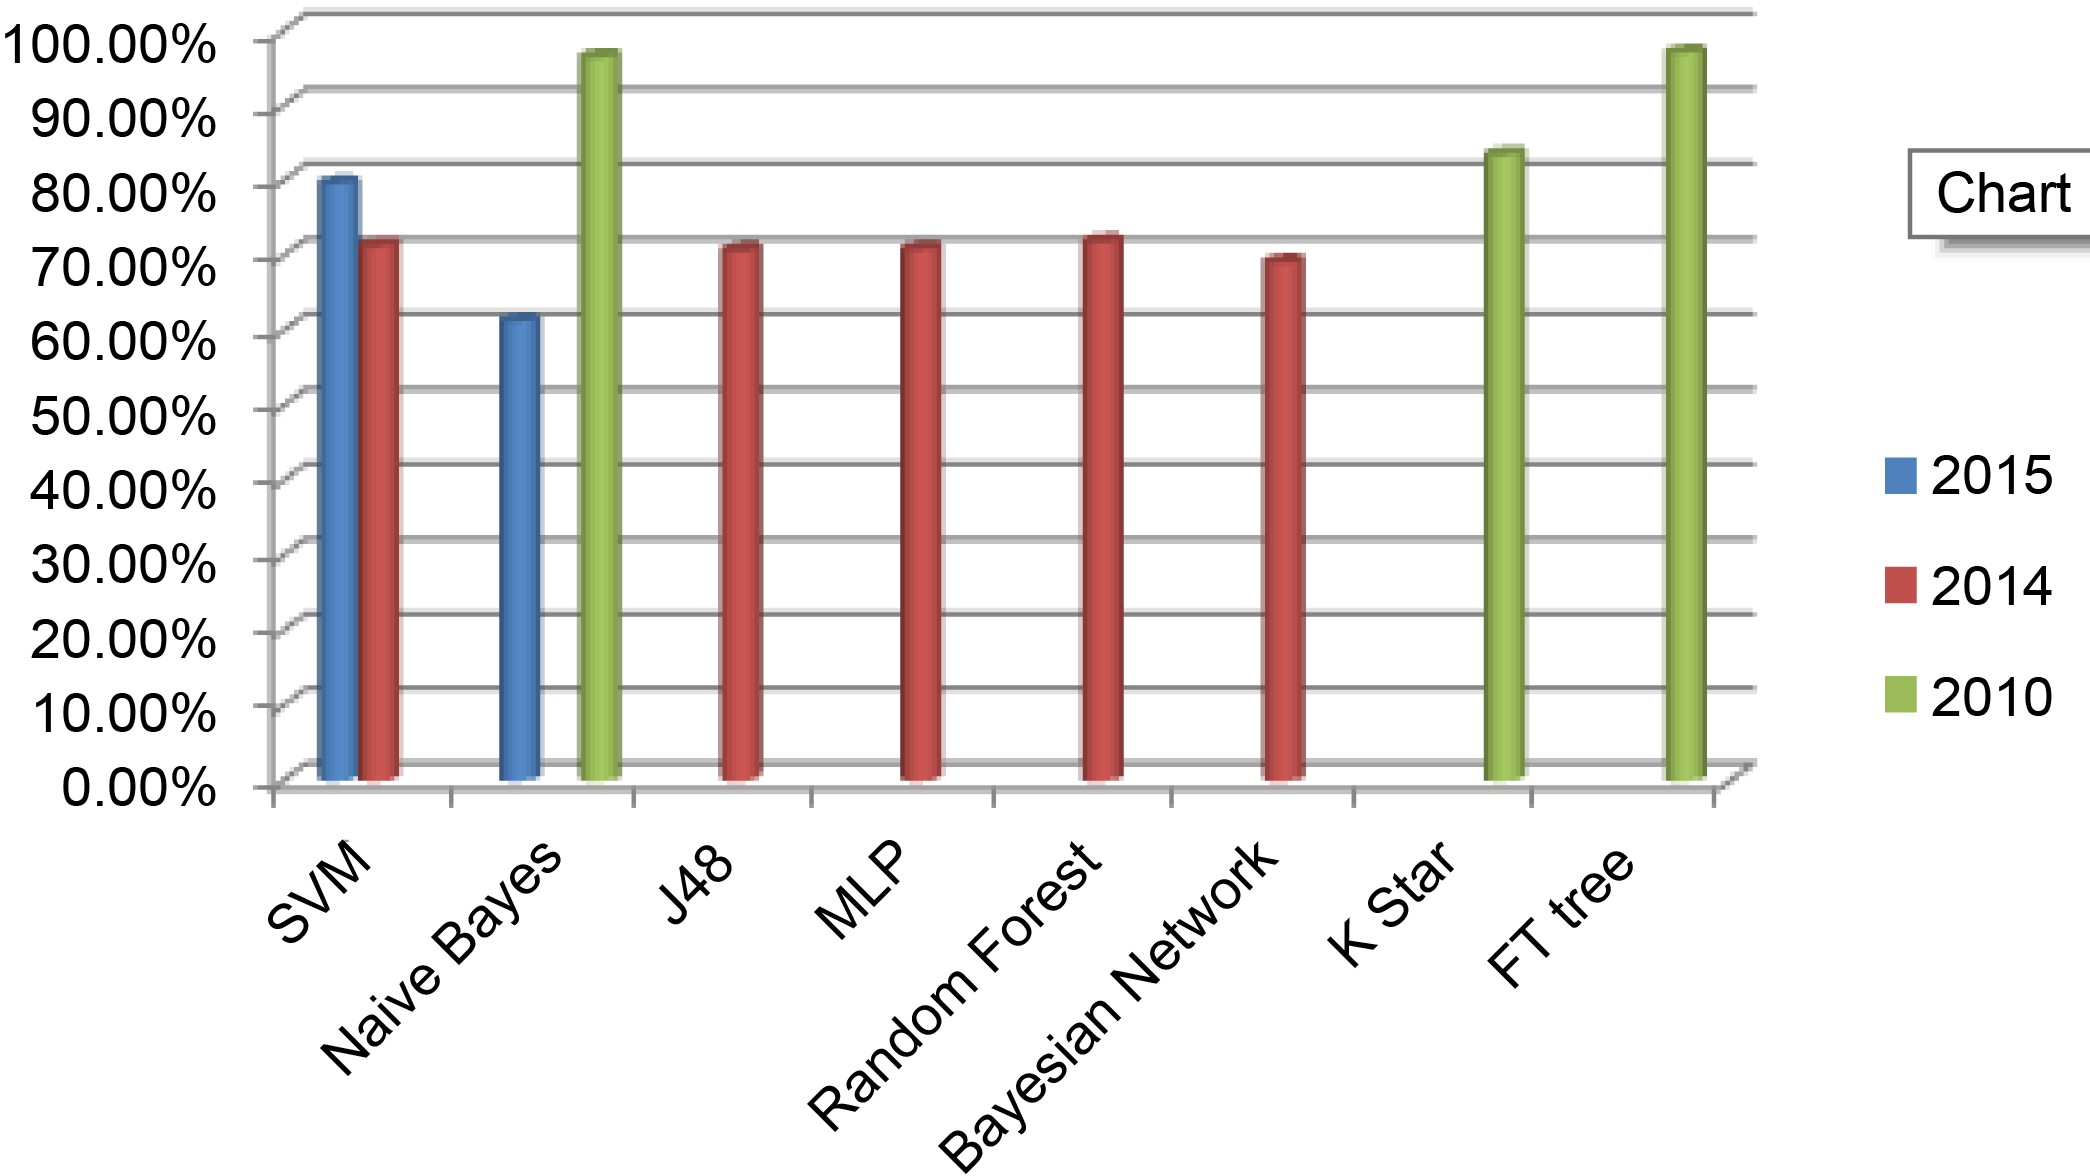 100.00%
90.00%
80.00%
70.00%
60.00%
50.00%
40.00%
30.00%
20.00%
10.00%
0.00%
SVM
Naive Bayes
J48
MLP
Random Forest
Bayesian Network
K Star
FT tree
Chart
2015
2014
2010